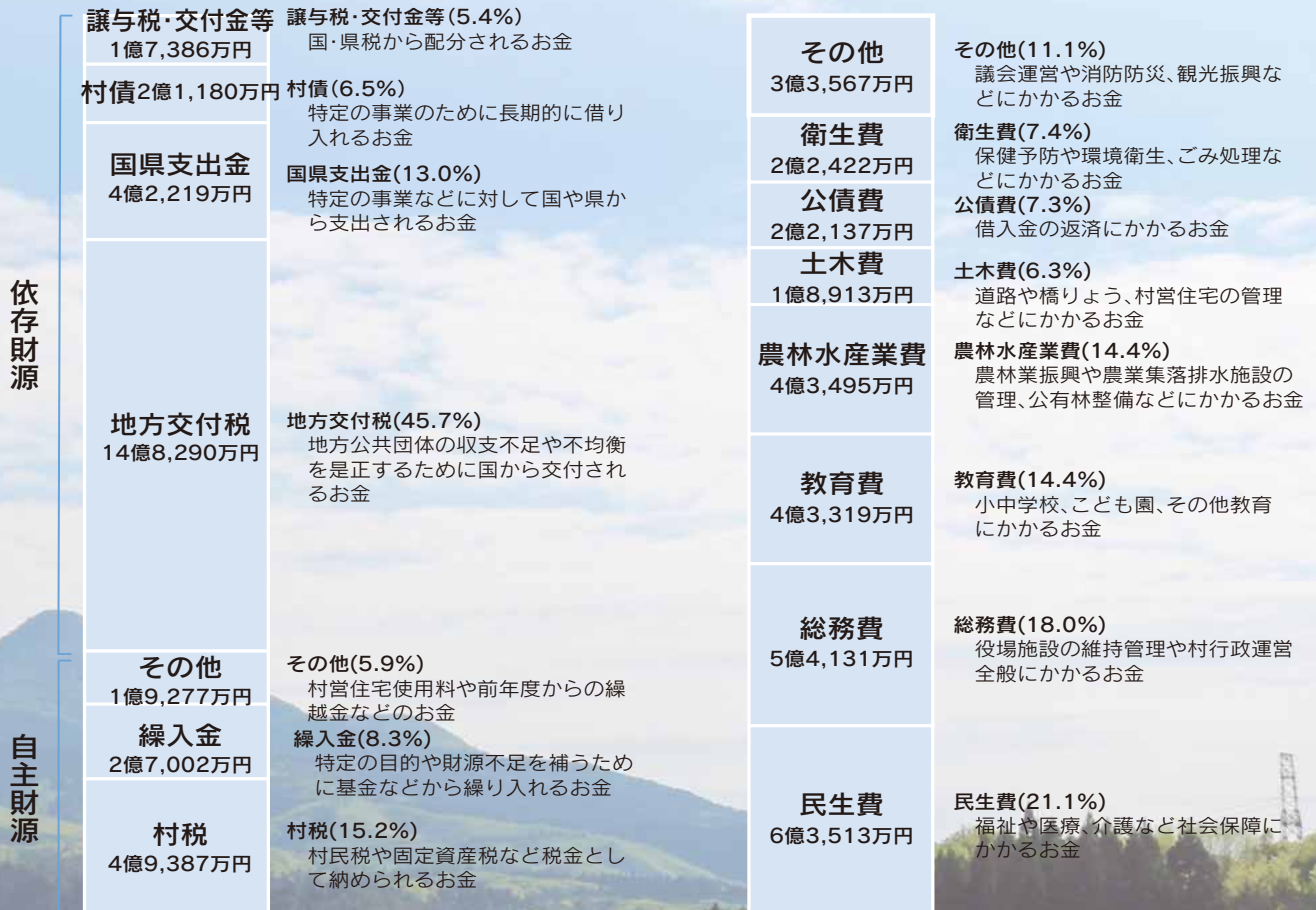 依存財源
譲与税・交付金等
1億7,386万円
譲与税・交付金等(5.4%)
国・県税から配分されるお金
村債2億1,180万円
村債(6.5%)
特定の事業のために長期的に借り
入れるお金
国県支出金
4億2,219万円
国県支出金(13.0%)
特定の事業などに対して国や県か
ら支出されるお金
地方交付税
14億8,290万円
地方交付税(45.7%)
地方公共団体の収支不足や不均衡
を是正するために国から交付され
るお金
自主財源
その他
1億9,277万円
その他(5.9%)
村営住宅使用料や前年度からの繰
越金などのお金
繰入金
2億7,002万円
繰入金(8.3%)
特定の目的や財源不足を補うため
に基金などから繰り入れるお金
村税
4億9,387万円
村税(15.2%)
村民税や固定資産税など税金とし
て納められるお金
その他
3億3,567万円
その他(11.1%)
議会運営や消防防災、観光振興な
どにかかるお金
衛生費
2億2,422万円
衛生費(7.4%)
保健予防や環境衛生、ごみ処理な
どにかかるお金
公債費
2億2,137万円
公債費(7.3%)
借入金の返済にかかるお金
土木費
1億8,913万円
土木費(6.3%)
道路や橋りょう、村営住宅の管理
などにかかるお金
農林水産業費
4億3,495万円
農林水産業費(14.4%)
農林業振興や農業集落排水施設の
管理、公有林整備などにかかるお金
教育費
4億3,319万円
教育費(14.4%)
小中学校、こども園、その他教育
にかかるお金
総務費
5億4,131万円
総務費(18.0%)
役場施設の維持管理や村行政運営
全般にかかるお金
民生費
6億3,513万円
民生費(21.1%)
福祉や医療、介護など社会保障に
かかるお金